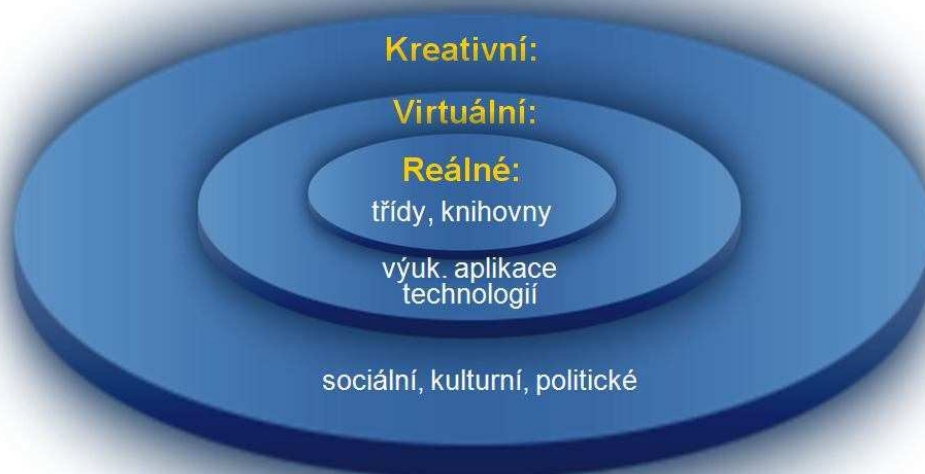 Kreativní:
Virtuální:
Reálné:
třídy, knihovny
výuk. aplikace
technologií
sociální, kulturní, politické